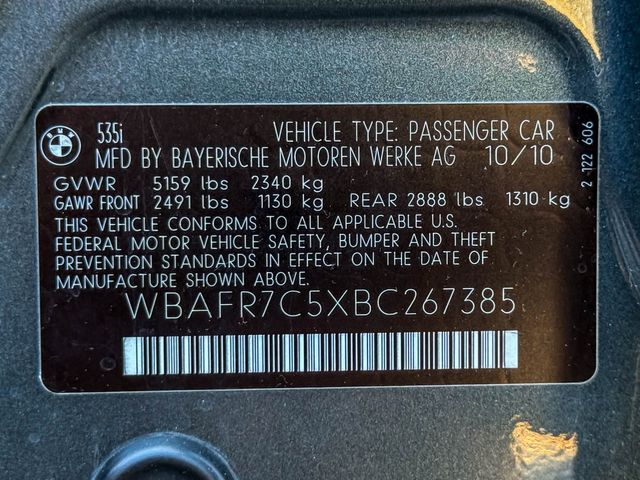 BMW 535i VEHICLE TYPE: PASSENGER CAR
MFD BY BAYERISCHE MOTOREN WERKE AG 10/10
GVWR 5159 lbs 2340 kg
GAWR FRONT 2491 lbs 1130 kg REAR 2888 lbs 1310 kg
THIS VEHICLE CONFORMS TO ALL APPLICABLE U.S.
FEDERAL MOTOR VEHICLE SAFETY, BUMPER AND THEFT
PREVENTION STANDARDS IN EFFECT ON THE DATE OF
MANUFACTURE SHOWN ABOVE.
WBAFR7C5XBC267385
2 122 606